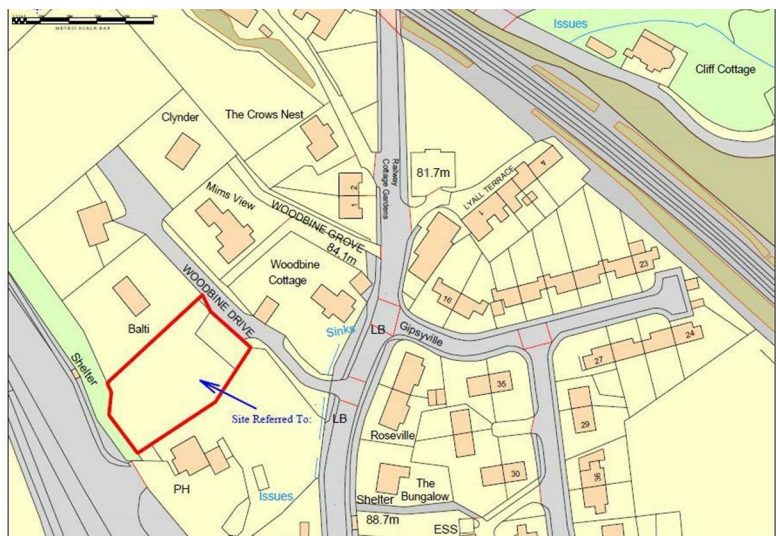 METRIC SCALE BAR
Issues
Cliff Cottage
Clynder
The Crows Nest
Railway
Cottage Gardens
81.7m
LYALL TERRACE
4
1
Mims View
2
1
WOODBINE GROVE
84.1m
Woodbine
Cottage
23
WOODBINE DRIVE
16
Balti
Sinks
LB
Gipsyville
24
27
Shelter
35
Site Referred To:
LB
Roseville
29
30
The
Bungalow
36
PH
Issues
Shelter
88.7m
ESS